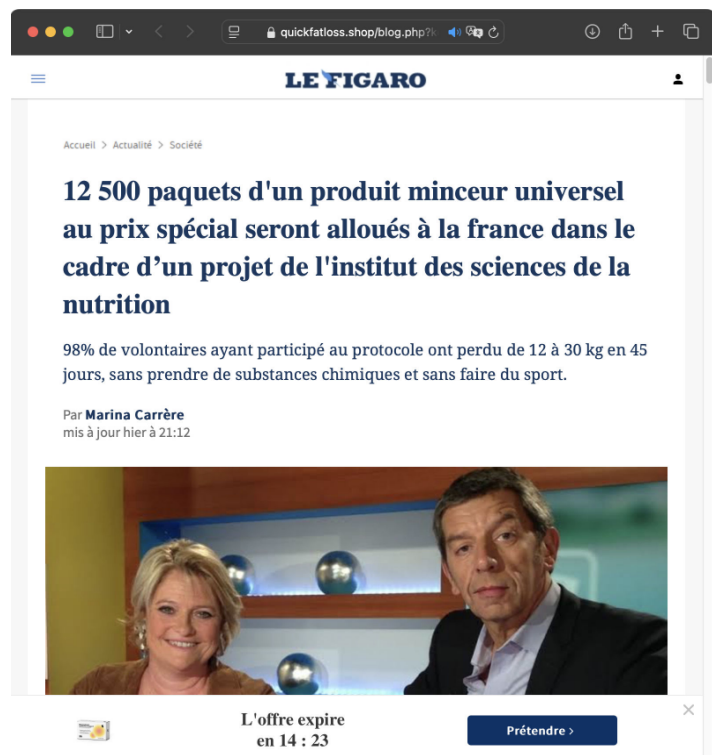 quickfatloss.shop/blog.php?k
LE FIGARO
Accueil > Actualité > Société
12 500 paquets d'un produit minceur universel
au prix spécial seront alloués à la france dans le
cadre d’un projet de l'institut des sciences de la
nutrition
98% de volontaires ayant participé au protocole ont perdu de 12 à 30 kg en 45
jours, sans prendre de substances chimiques et sans faire du sport.
Par Marina Carrère
mis à jour hier à 21:12
L'offre expire
en 14 : 23
Prétendre >